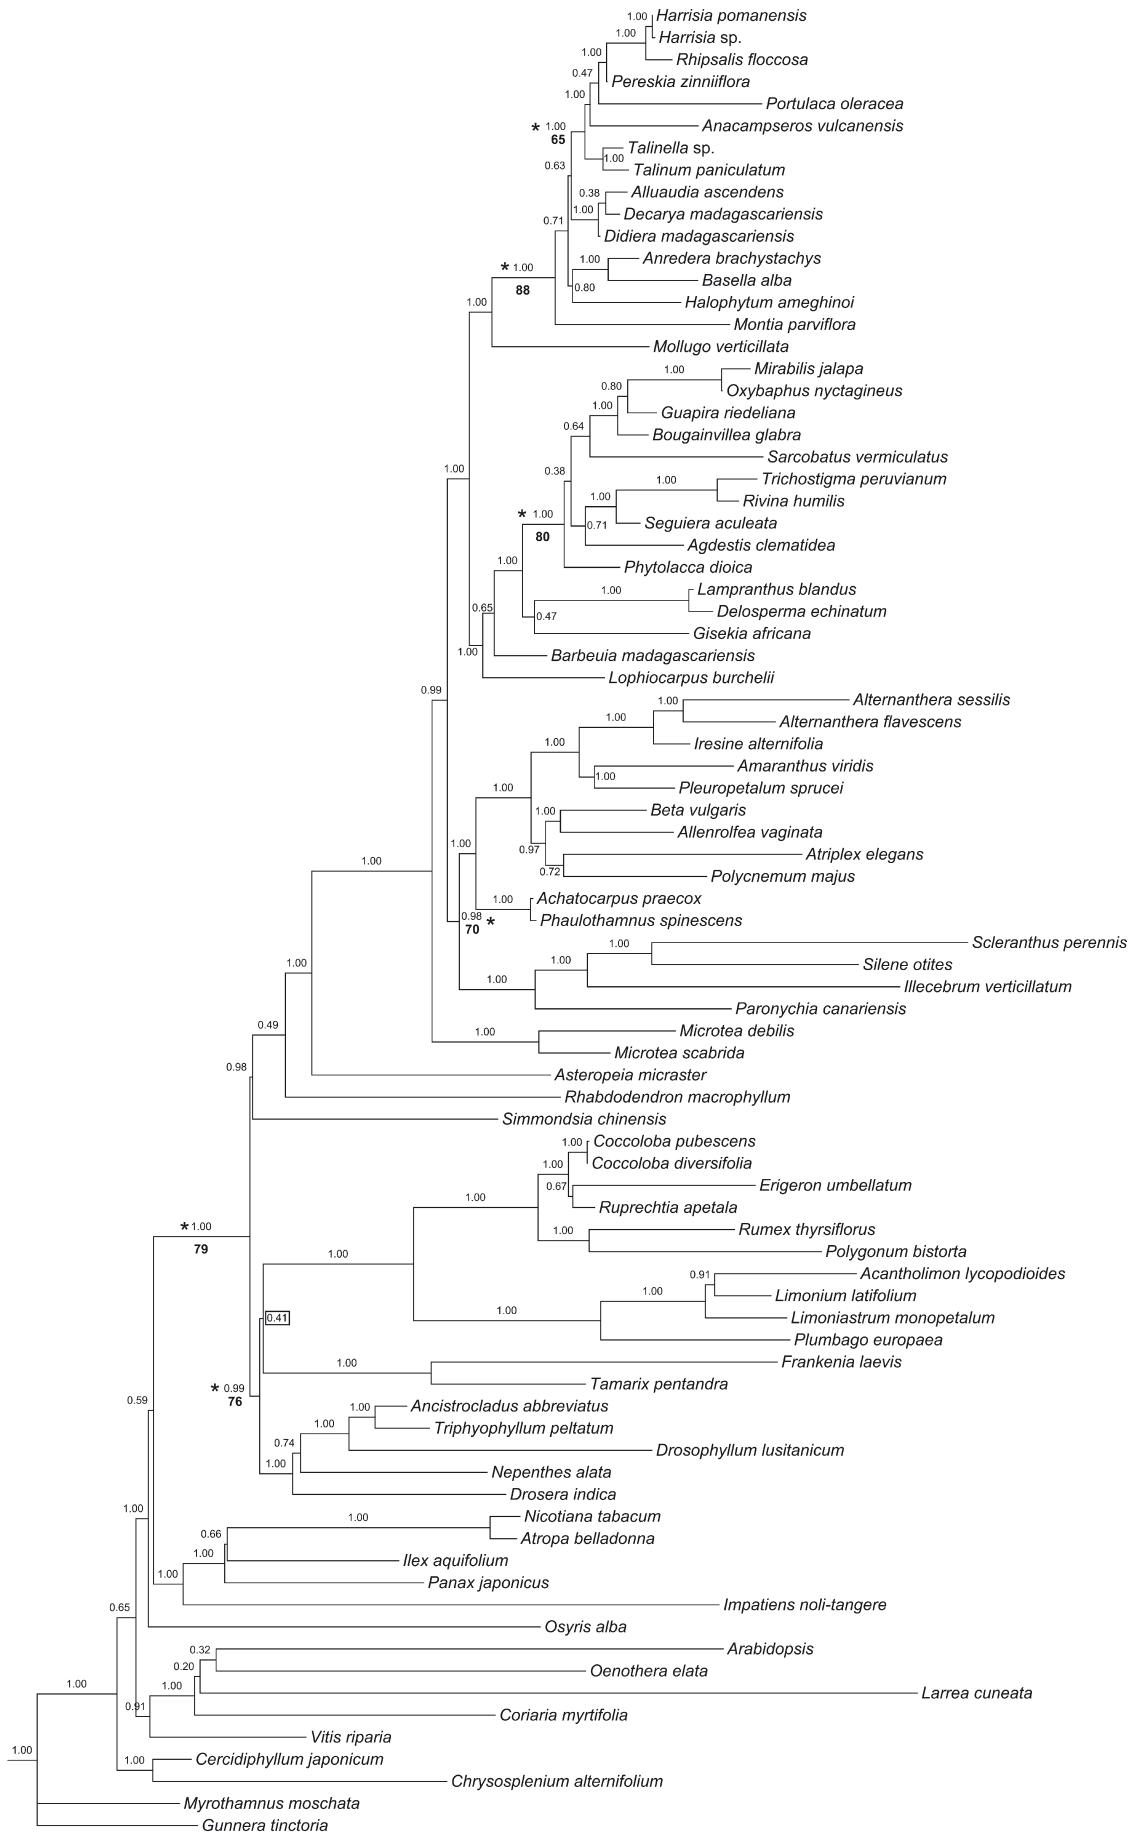 1.00 Harrisia pomanensis
1.00 Harrisia sp.
1.00 Rhipsalis floccosa
0.47 Pereskia zinniiflora
1.00 Portulaca oleracea
* 1.00 Anacampseros vulcanensis
65
Talinella sp.
1.00
0.63 Talinum paniculatum
0.38 Alluaudia ascendens
1.00 Decarya madagascariensis
0.71
Didiera madagascariensis
1.00 Anredera brachystachys
* 1.00
Basella alba
88 0.80
1.00 Halophytum ameghinoi
Montia parviflora
Mollugo verticillata
1.00 Mirabilis jalapa
0.80 Oxybaphus nyctagineus
1.00 Guapira riedeliana
0.64 Bougainvillea glabra
Sarcobatus vermiculatus
1.00 0.38
1.00 Trichostigma peruvianum
1.00 Rivina humilis
* 1.00 0.71 Seguiera aculeata
80 Agdestis clematidea
1.00 Phytolacca dioica
1.00 Lampranthus blandus
0.65 Delosperma echinatum
0.47
Gisekia africana
1.00 Barbeuia madagascariensis
Lophiocarpus burchelii
0.99
1.00 Alternanthera sessilis
1.00 Alternanthera flavescens
1.00 Iresine alternifolia
Amaranthus viridis
1.00
1.00 Pleuropetalum sprucei
1.00 Beta vulgaris
Allenrolfea vaginata
1.00 0.97
1.00 Atriplex elegans
0.72 Polycnemum majus
1.00 Achatocarpus praecox
0.98 * Phaulothamnus spinescens
70
1.00 Scleranthus perennis
1.00 Silene otites
1.00 1.00 Illecebrum verticillatum
Paronychia canariensis
0.49 1.00 Microtea debilis
Microtea scabrida
0.98 Asteropeia micraster
Rhabdodendron macrophyllum
Simmondsia chinensis
1.00 Coccoloba pubescens
1.00 Coccoloba diversifolia
0.67 Erigeron umbellatum
1.00 Ruprechtia apetala
* 1.00 1.00 Rumex thyrsiflorus
79 1.00 Polygonum bistorta
0.91 Acantholimon lycopodioides
1.00 Limonium latifolium
0.41 1.00 Limoniastrum monopetalum
Plumbago europaea
1.00 Frankenia laevis
* 0.99 Tamarix pentandra
76
0.59 1.00 Ancistrocladus abbreviatus
1.00 Triphyophyllum peltatum
0.74 Drosophyllum lusitanicum
1.00 Nepenthes alata
Drosera indica
1.00 1.00 Nicotiana tabacum
0.66 Atropa belladonna
1.00 Ilex aquifolium
1.00 Panax japonicus
0.65 Impatiens noli-tangere
Osyris alba
0.32 Arabidopsis
0.20 Oenothera elata
1.00 1.00 Larrea cuneata
0.91 Coriaria myrtifolia
Vitis riparia
1.00 1.00 Cercidiphyllum japonicum
Chrysosplenium alternifolium
Myrothamnus moschata
Gunnera tinctoria